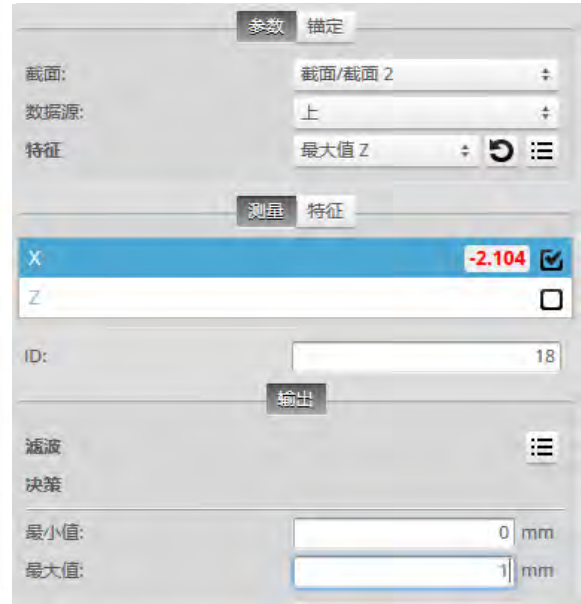 参数 锚定
截面: 截面/截面 2
数据源: 上
特征 最大值 Z
测量 特征
X -2.104
Z
ID: 18
输出
滤波
决策
最小值: 0 mm
最大值: 1 mm